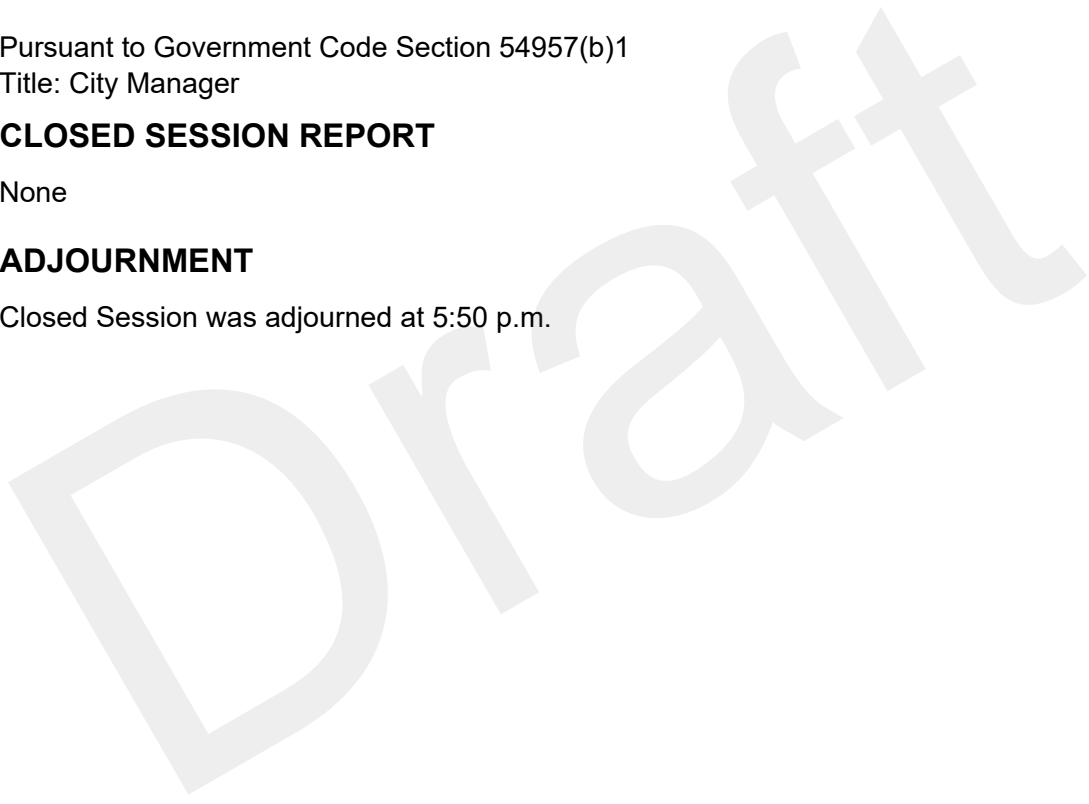 Pursuant to Government Code Section 54957(b)1
Title: City Manager
CLOSED SESSION REPORT
None
ADJOURNMENT
Closed Session was adjourned at 5:50 p.m.
Draft